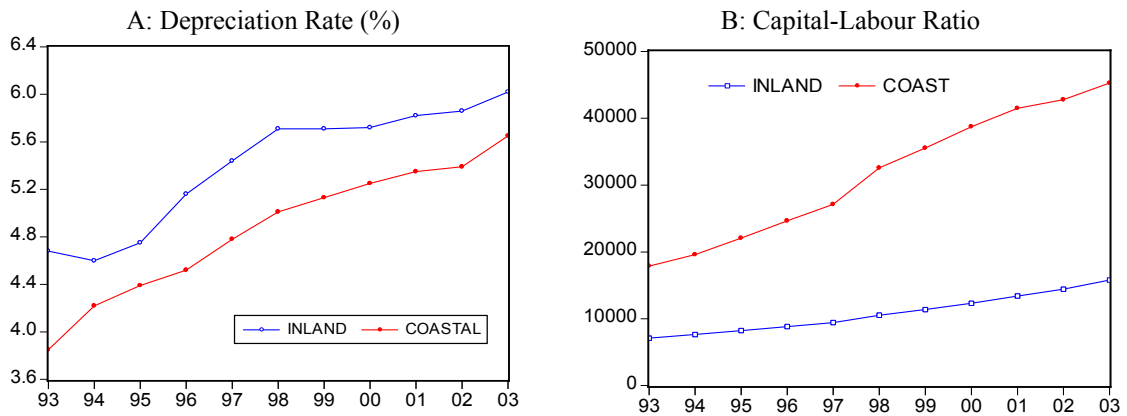 A: Depreciation Rate (%)
6.4
6.0
5.6
5.2
4.8
4.4
4.0
3.6
INLAND COASTAL
93 94 95 96 97 98 99 00 01 02 03
B: Capital-Labour Ratio
50000
40000
30000
20000
10000
0
INLAND COAST
93 94 95 96 97 98 99 00 01 02 03